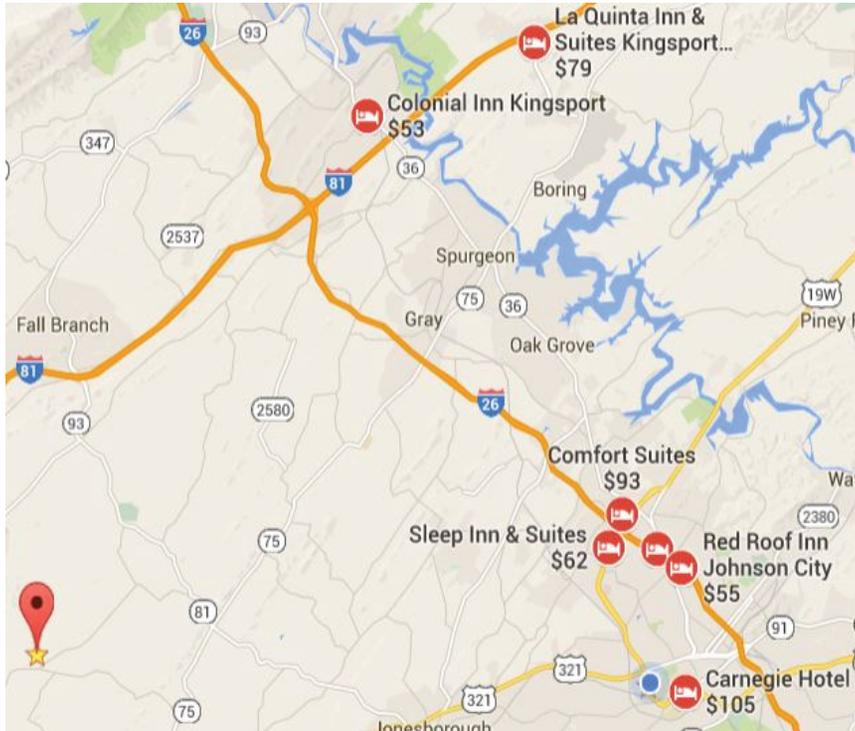 26
93
La Quinta Inn &
Suites Kingsport...
$79
Colonial Inn Kingsport
$53
347
36
81
Boring
2537
Spurgeon
75
36
19W
Fall Branch
Gray
Piney
Oak Grove
81
26
93
2580
Comfort Suites
$93
Wa
2380
Sleep Inn & Suites
$62
Red Roof Inn
Johnson City
$55
75
81
91
321
Carnegie Hotel
$105
321
75
Jonesborough